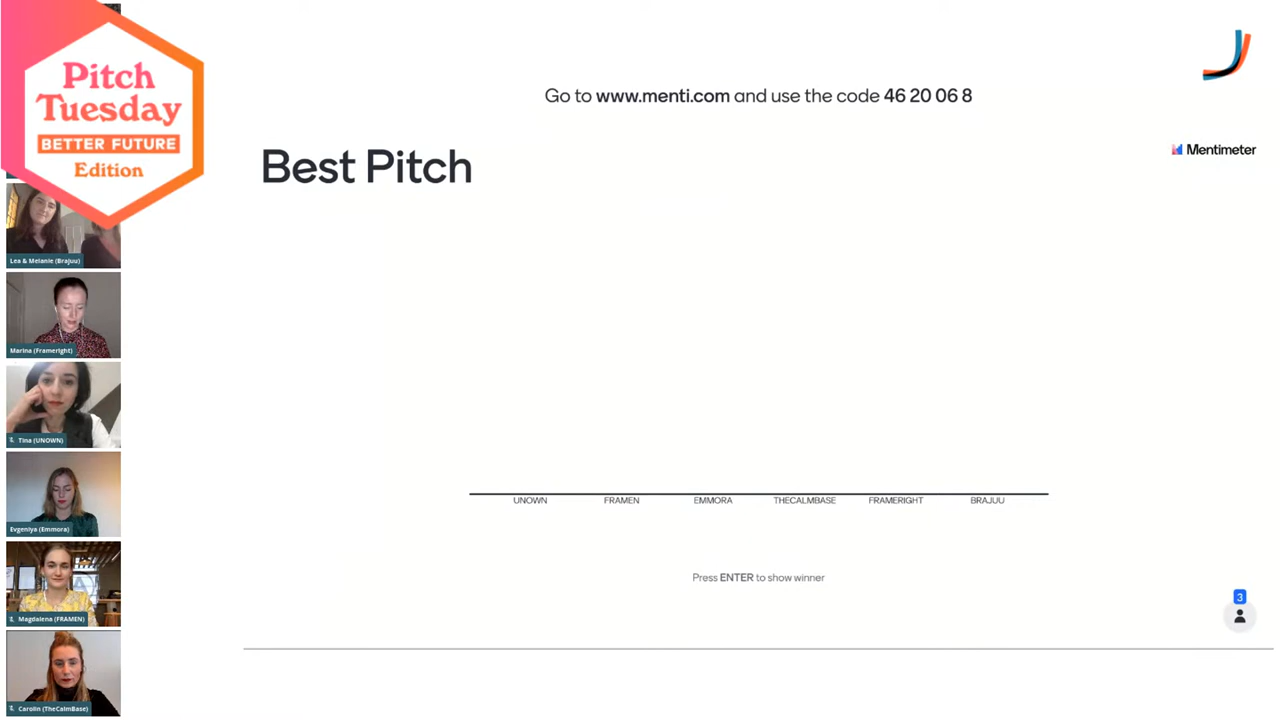 Pitch
Tuesday
BETTER FUTURE
Edition
Go to www.menti.com and use the code 46 20 06 8
Mentimeter
Best Pitch
Lea & Melanie (Brajuu)
Marina (Frameright)
Tina (UNOWN)
Evgeniya (Emmora)
Magdalena (FRAMEN)
Carolin (TheCalmBase)
UNOWN
FRAMEN
EMMORA
THECALMBASE
FRAMERIGHT
BRAJUU
Press ENTER to show winner
3